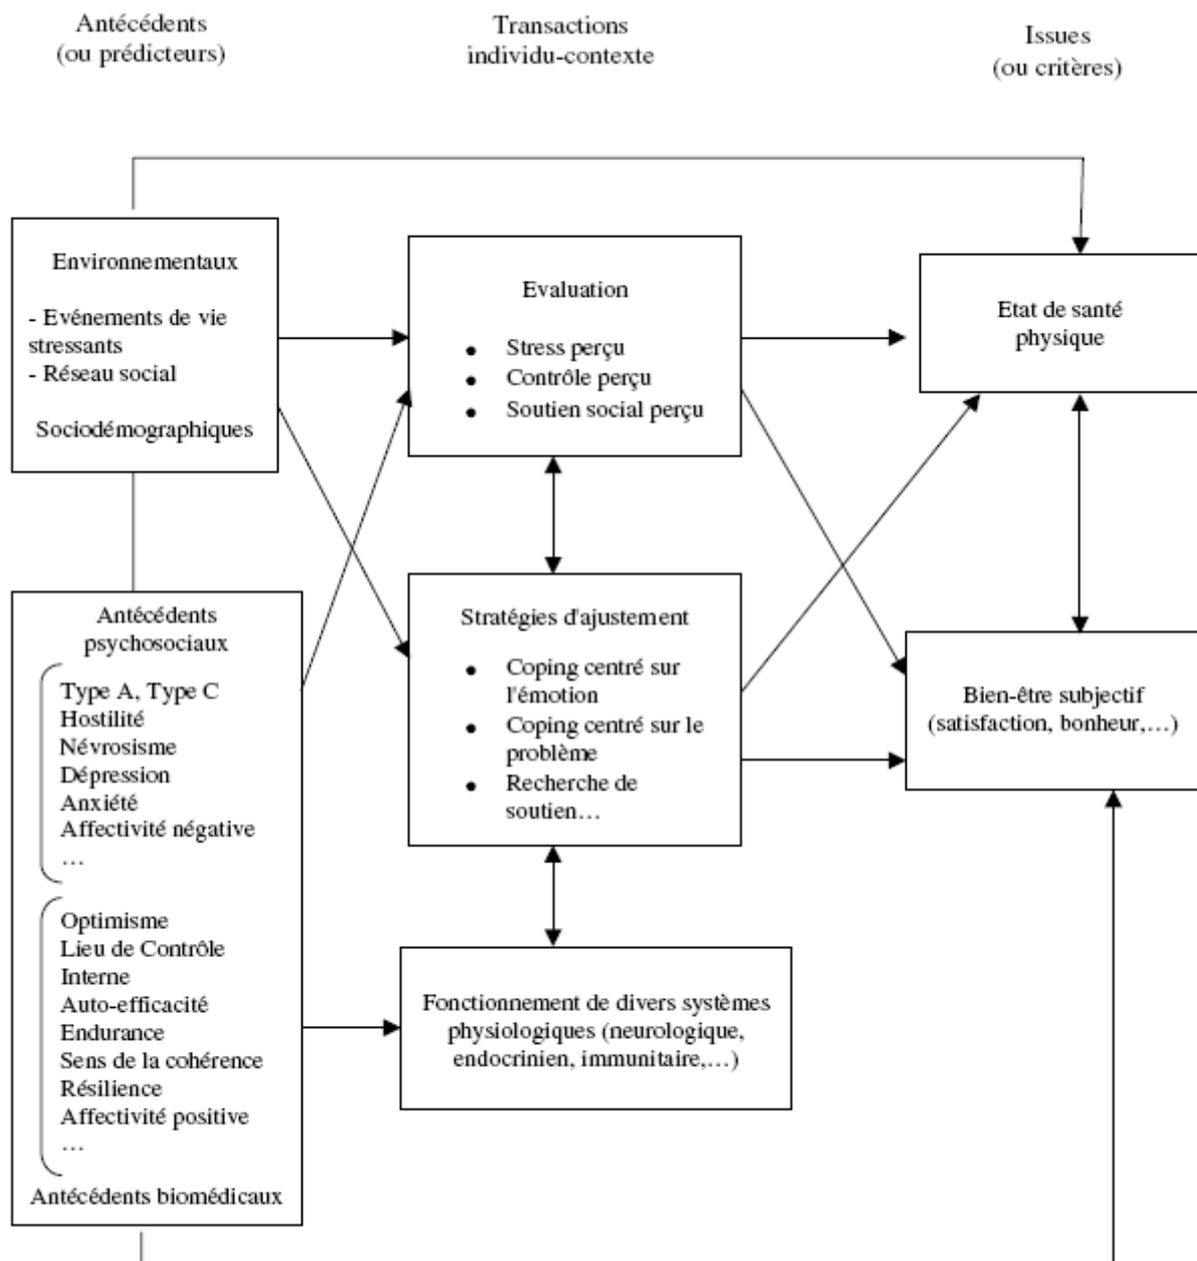 Antécédents
(ou prédicteurs)
Transactions
individu-contexte
Issues
(ou critères)
Environnementaux
- Evénements de vie
stressants
- Réseau social
Sociodémographiques
Evaluation
• Stress perçu
• Contrôle perçu
• Soutien social perçu
Etat de santé
physique
Antécédents
psychosociaux
Type A, Type C
Hostilité
Névrosisme
Dépression
Anxiété
Affectivité négative
…
Optimisme
Lieu de Contrôle
Interne
Auto-efficacité
Endurance
Sens de la cohérence
Résilience
Affectivité positive
…
Antécédents biomédicaux
Stratégies d'ajustement
• Coping centré sur
l'émotion
• Coping centré sur le
problème
• Recherche de
soutien…
Bien-être subjectif
(satisfaction, bonheur,…)
Fonctionnement de divers systèmes
physiologiques (neurologique,
endocrinien, immunitaire,…)